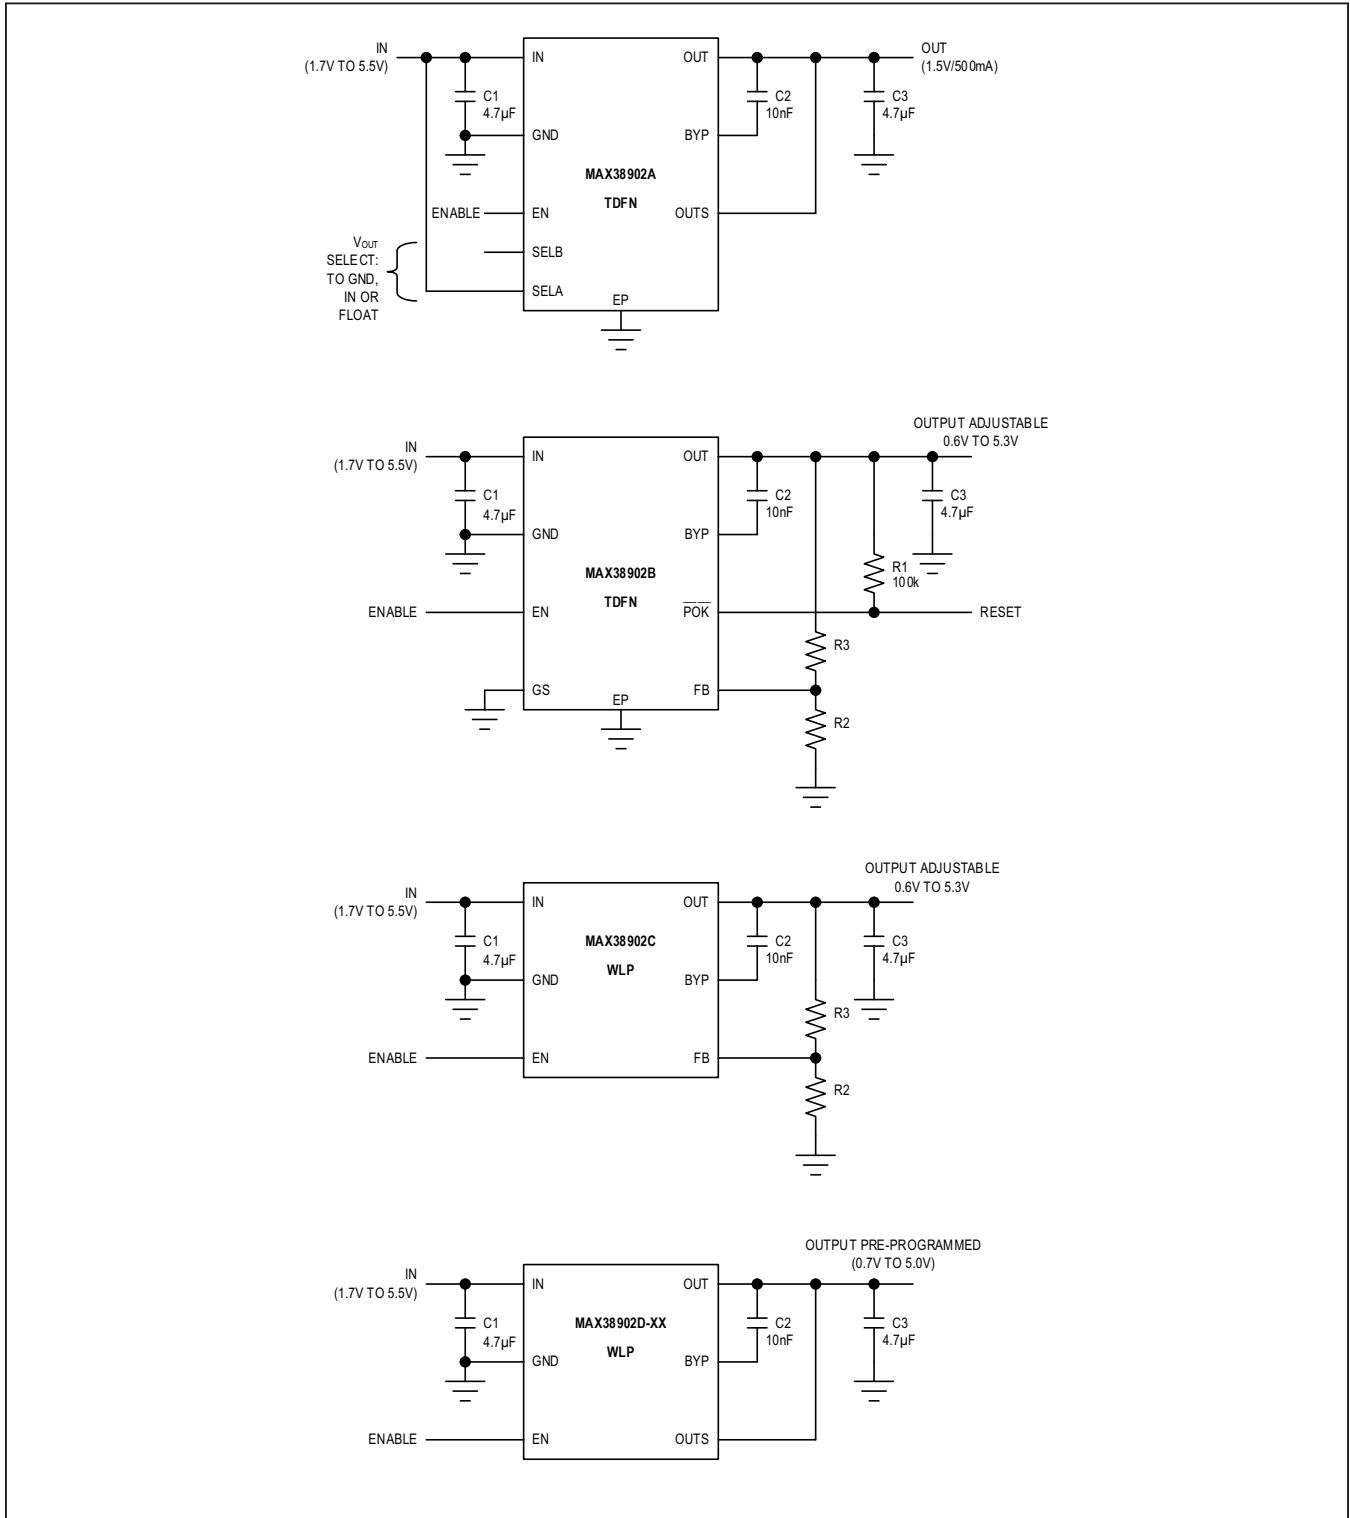 IN
(1.7V TO 5.5V)
IN
OUT
OUT
(1.5V/500mA)
C1
4.7µF
C2
10nF
C3
4.7µF
GND
BYP
MAX38902A
TDFN
ENABLE
EN
OUTS
VOUT
SELECT:
TO GND,
IN OR
FLOAT
SELB
SELA
EP
OUTPUT ADJUSTABLE
0.6V TO 5.3V
IN
(1.7V TO 5.5V)
IN
OUT
C1
4.7µF
C2
10nF
C3
4.7µF
GND
BYP
MAX38902B
TDFN
R1
100k
ENABLE
EN
POK
RESET
R3
GS
FB
EP
R2
OUTPUT ADJUSTABLE
0.6V TO 5.3V
IN
(1.7V TO 5.5V)
IN
OUT
C1
4.7µF
MAX38902C
WLP
C2
10nF
C3
4.7µF
GND
BYP
R3
ENABLE
EN
FB
R2
OUTPUT PRE-PROGRAMMED
(0.7V TO 5.0V)
IN
(1.7V TO 5.5V)
IN
OUT
C1
4.7µF
MAX38902D-XX
WLP
C2
10nF
C3
4.7µF
GND
BYP
ENABLE
EN
OUTS